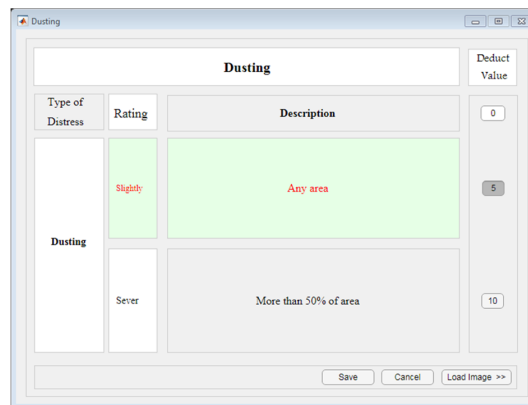 Dusting
Dusting
Deduct
Value
Type of
Distress
Rating
Description
0
Dusting
Slightly
Any area
5
Sever
More than 50% of area
10
Save
Cancel
Load Image >>